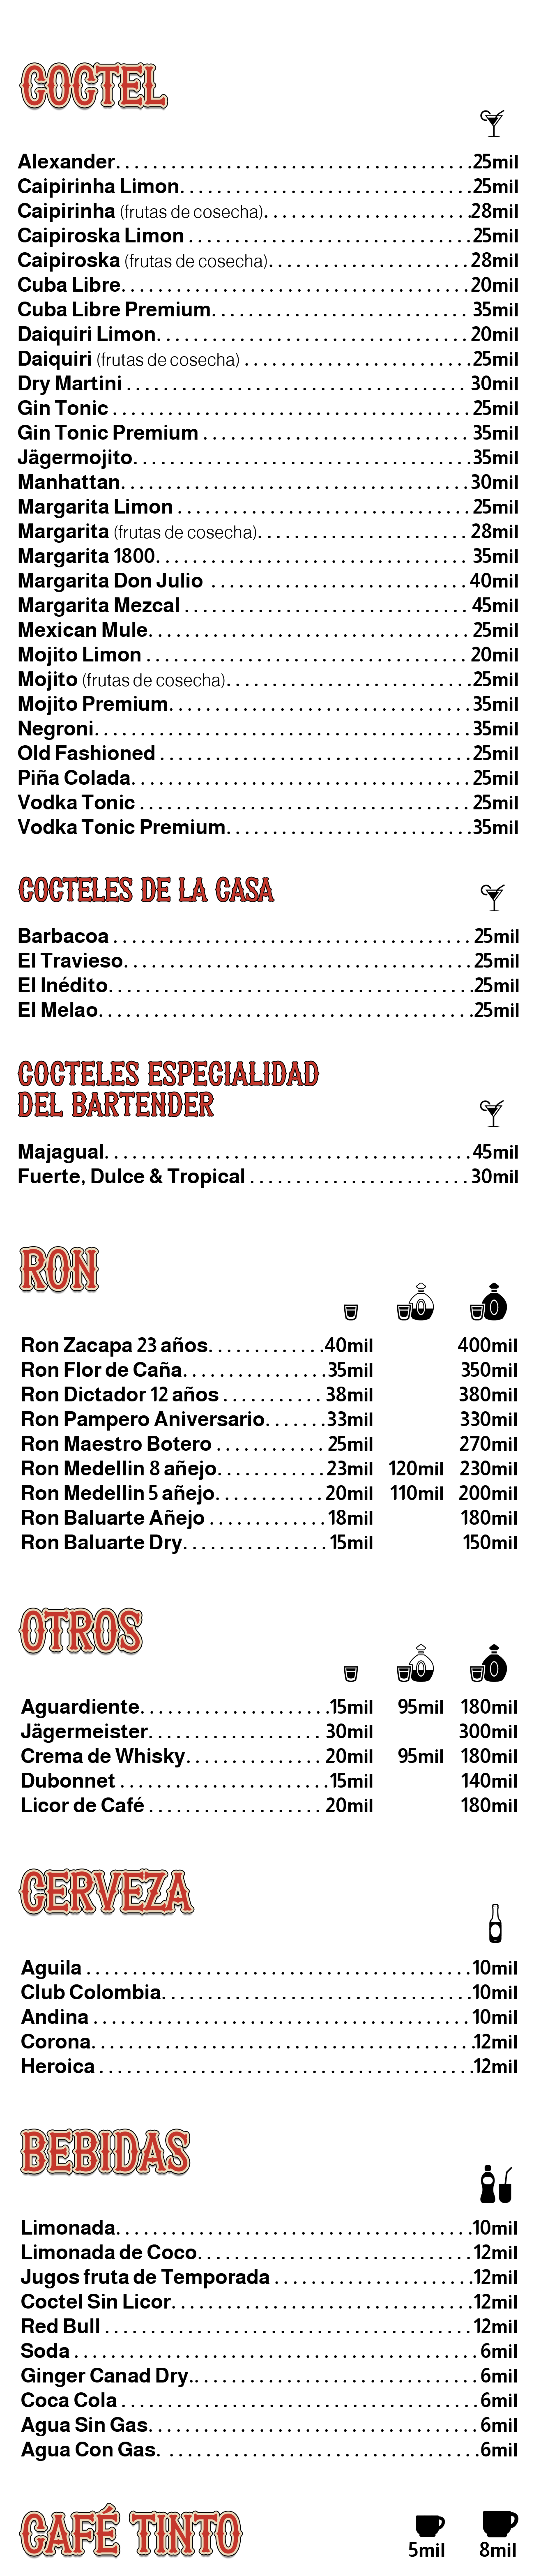 COCTEL
Alexander 25mil
Caipirinha Limon 25mil
Caipirinha (frutas de cosecha) 28mil
Caipiroska Limon 25mil
Caipiroska (frutas de cosecha) 28mil
Cuba Libre 20mil
Cuba Libre Premium 35mil
Daiquiri Limon 20mil
Daiquiri (frutas de cosecha) 25mil
Dry Martini 30mil
Gin Tonic 25mil
Gin Tonic Premium 35mil
Jägermojito 35mil
Manhattan 30mil
Margarita Limon 25mil
Margarita (frutas de cosecha) 28mil
Margarita 1800 35mil
Margarita Don Julio 40mil
Margarita Mezcal 45mil
Mexican Mule 25mil
Mojito Limon 20mil
Mojito (frutas de cosecha) 25mil
Mojito Premium 35mil
Negroni 35mil
Old Fashioned 25mil
Piña Colada 25mil
Vodka Tonic 25mil
Vodka Tonic Premium 35mil
COCTELES DE LA CASA
Barbacoa 25mil
El Travieso 25mil
El Inédito 25mil
El Melao 25mil
COCTELES ESPECIALIDAD
DEL BARTENDER
Majagual 45mil
Fuerte, Dulce & Tropical 30mil
RON
Ron Zacapa 23 años 40mil 400mil
Ron Flor de Caña 35mil 350mil
Ron Dictador 12 años 38mil 380mil
Ron Pampero Aniversario 33mil 330mil
Ron Maestro Botero 25mil 270mil
Ron Medellin 8 añejo 23mil 120mil 230mil
Ron Medellin 5 añejo 20mil 110mil 200mil
Ron Baluarte Añejo 18mil 180mil
Ron Baluarte Dry 15mil 150mil
OTROS
Aguardiente 15mil 95mil 180mil
Jägermeister 30mil 300mil
Crema de Whisky 20mil 95mil 180mil
Dubonnet 15mil 140mil
Licor de Café 20mil 180mil
CERVEZA
Aguila 10mil
Club Colombia 10mil
Andina 10mil
Corona 12mil
Heroica 12mil
BEBIDAS
Limonada 10mil
Limonada de Coco 12mil
Jugos fruta de Temporada 12mil
Coctel Sin Licor 12mil
Red Bull 12mil
Soda 6mil
Ginger Canad Dry. 6mil
Coca Cola 6mil
Agua Sin Gas 6mil
Agua Con Gas 6mil
CAFÉ TINTO 5mil 8mil